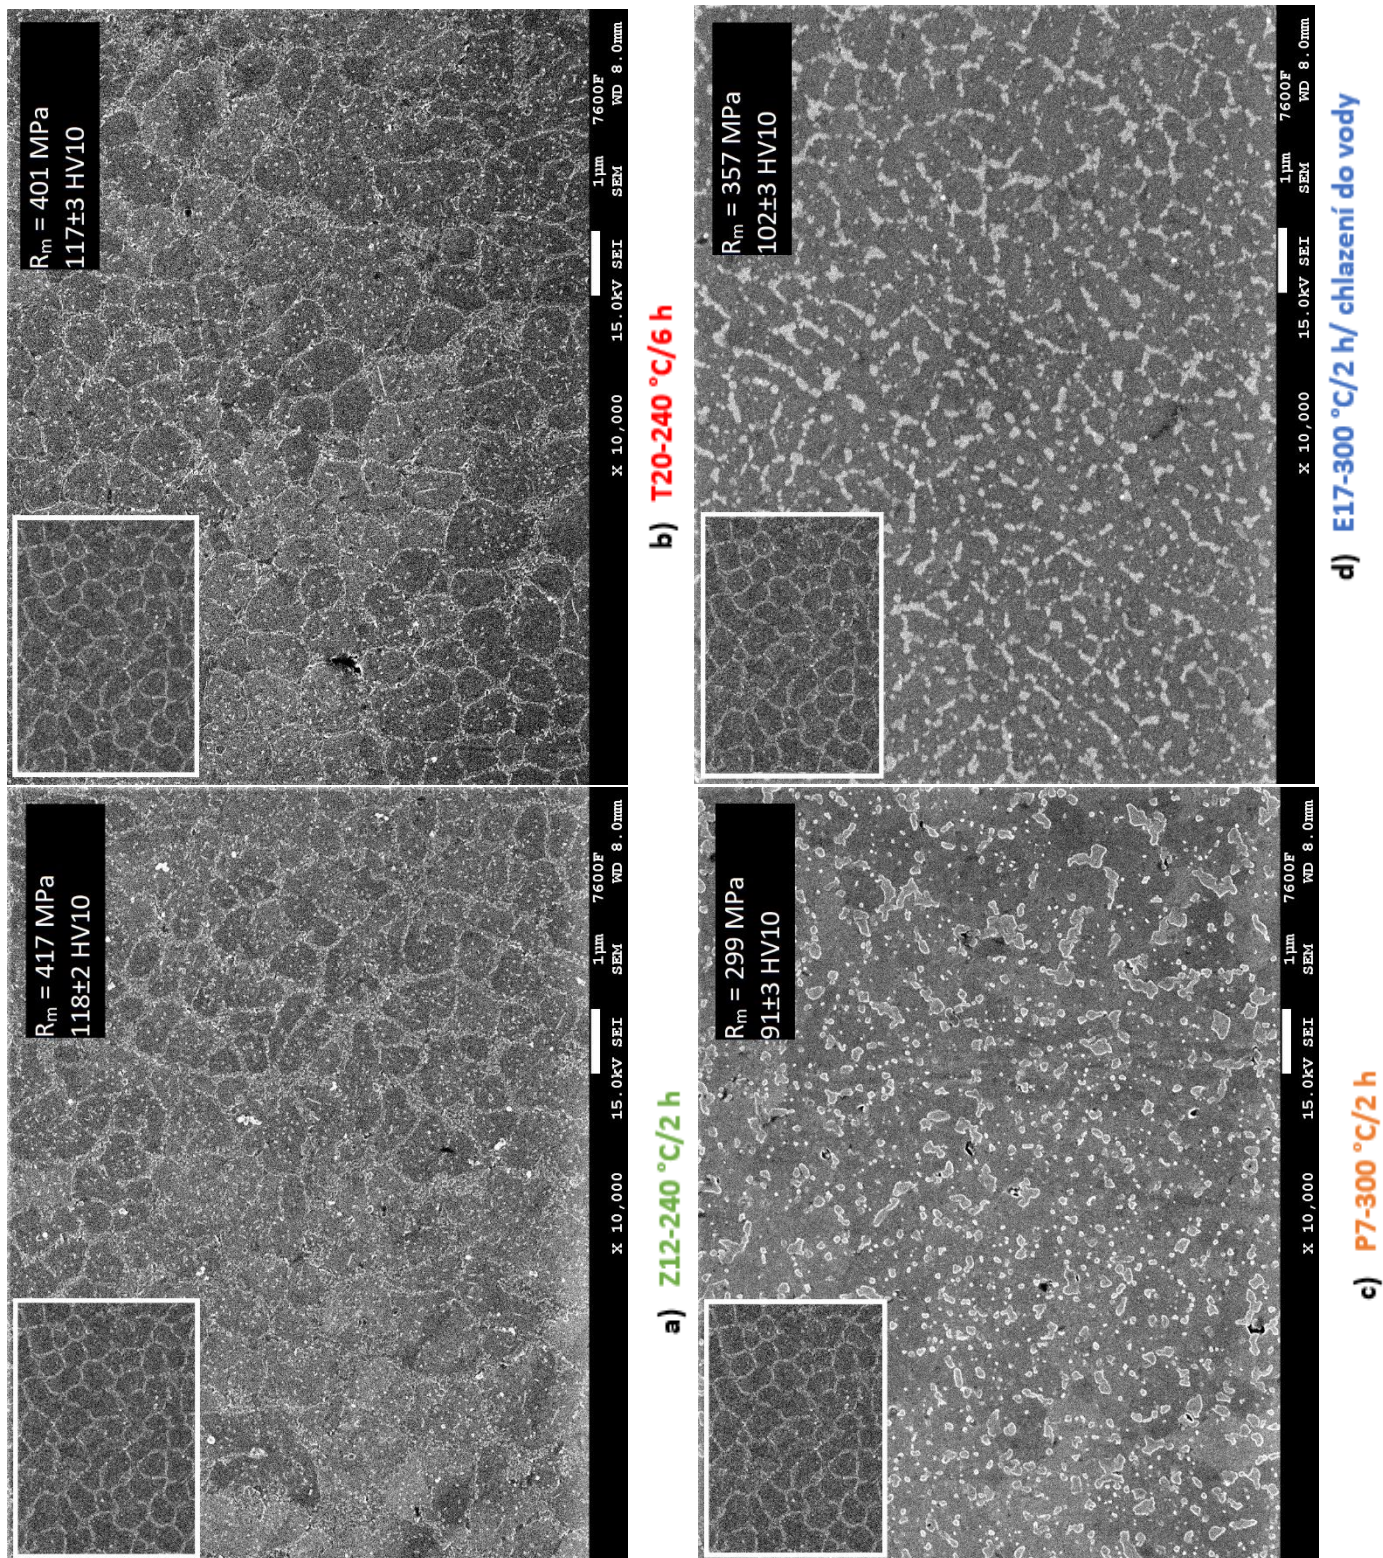 Rm = 417 MPa
118±2 HV10
X 10,000 15.0kV SEI 1µm 7600F
SEM WD 8.0mm
a) Z12-240 °C/2 h
Rm = 401 MPa
117±3 HV10
X 10,000 15.0kV SEI 1µm 7600F
SEM WD 8.0mm
b) T20-240 °C/6 h
Rm = 299 MPa
91±3 HV10
X 10,000 15.0kV SEI 1µm 7600F
SEM WD 8.0mm
c) P7-300 °C/2 h
Rm = 357 MPa
102±3 HV10
X 10,000 15.0kV SEI 1µm 7600F
SEM WD 8.0mm
d) E17-300 °C/2 h/ chlazení do vody